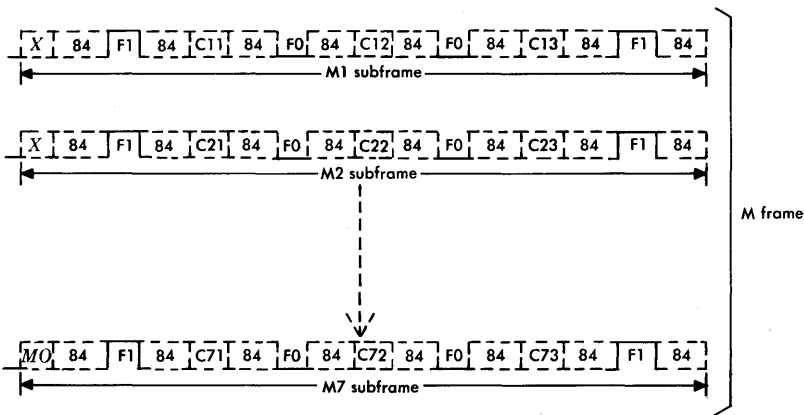 X 84 F1 84 C11 84 F0 84 C12 84 F0 84 C13 84 F1 84
M1 subframe
X 84 F1 84 C21 84 F0 84 C22 84 F0 84 C23 84 F1 84
M2 subframe
M frame
MO 84 F1 84 C71 84 F0 84 C72 84 F0 84 C73 84 F1 84
M7 subframe